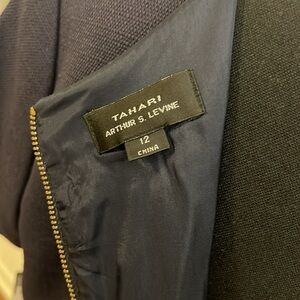 TAHARI
ARTHUR S. LEVINE
12
CHINA